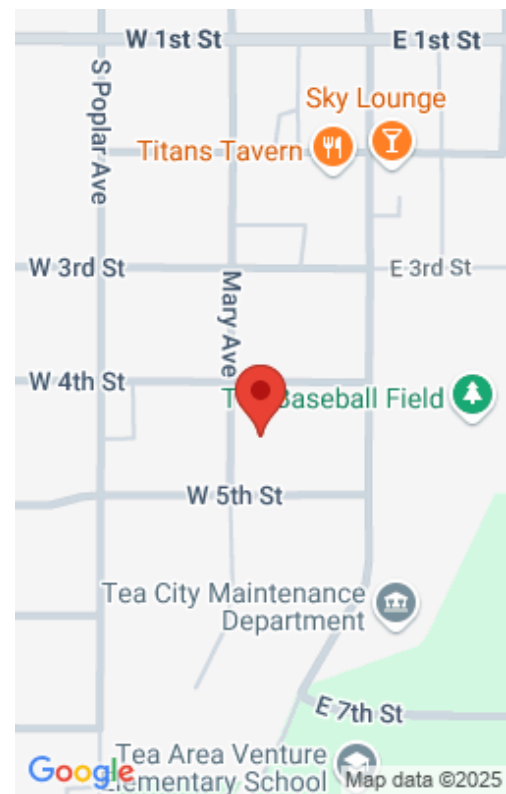 W 1st St
E 1st St
S Poplar Ave
Sky Lounge
Titans Tavern
W 3rd St
E 3rd St
Mary Ave
W 4th St
Baseball Field
W 5th St
Tea City Maintenance
Department
E 7th St
Tea Area Venture
Elementary School
Google
Map data ©2025